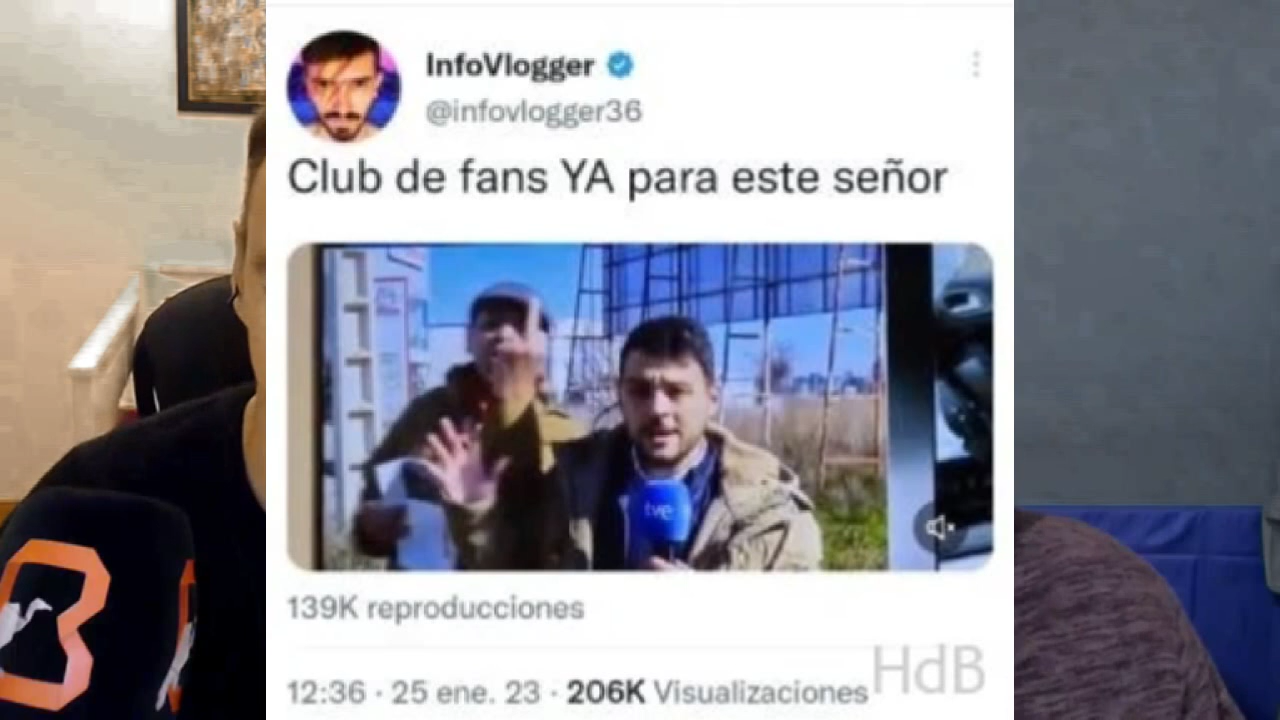 InfoVlogger
@infovlogger36
Club de fans YA para este señor
tve
139K reproducciones
12:36 · 25 ene. 23 · 206K Visualizaciones
HdB
B